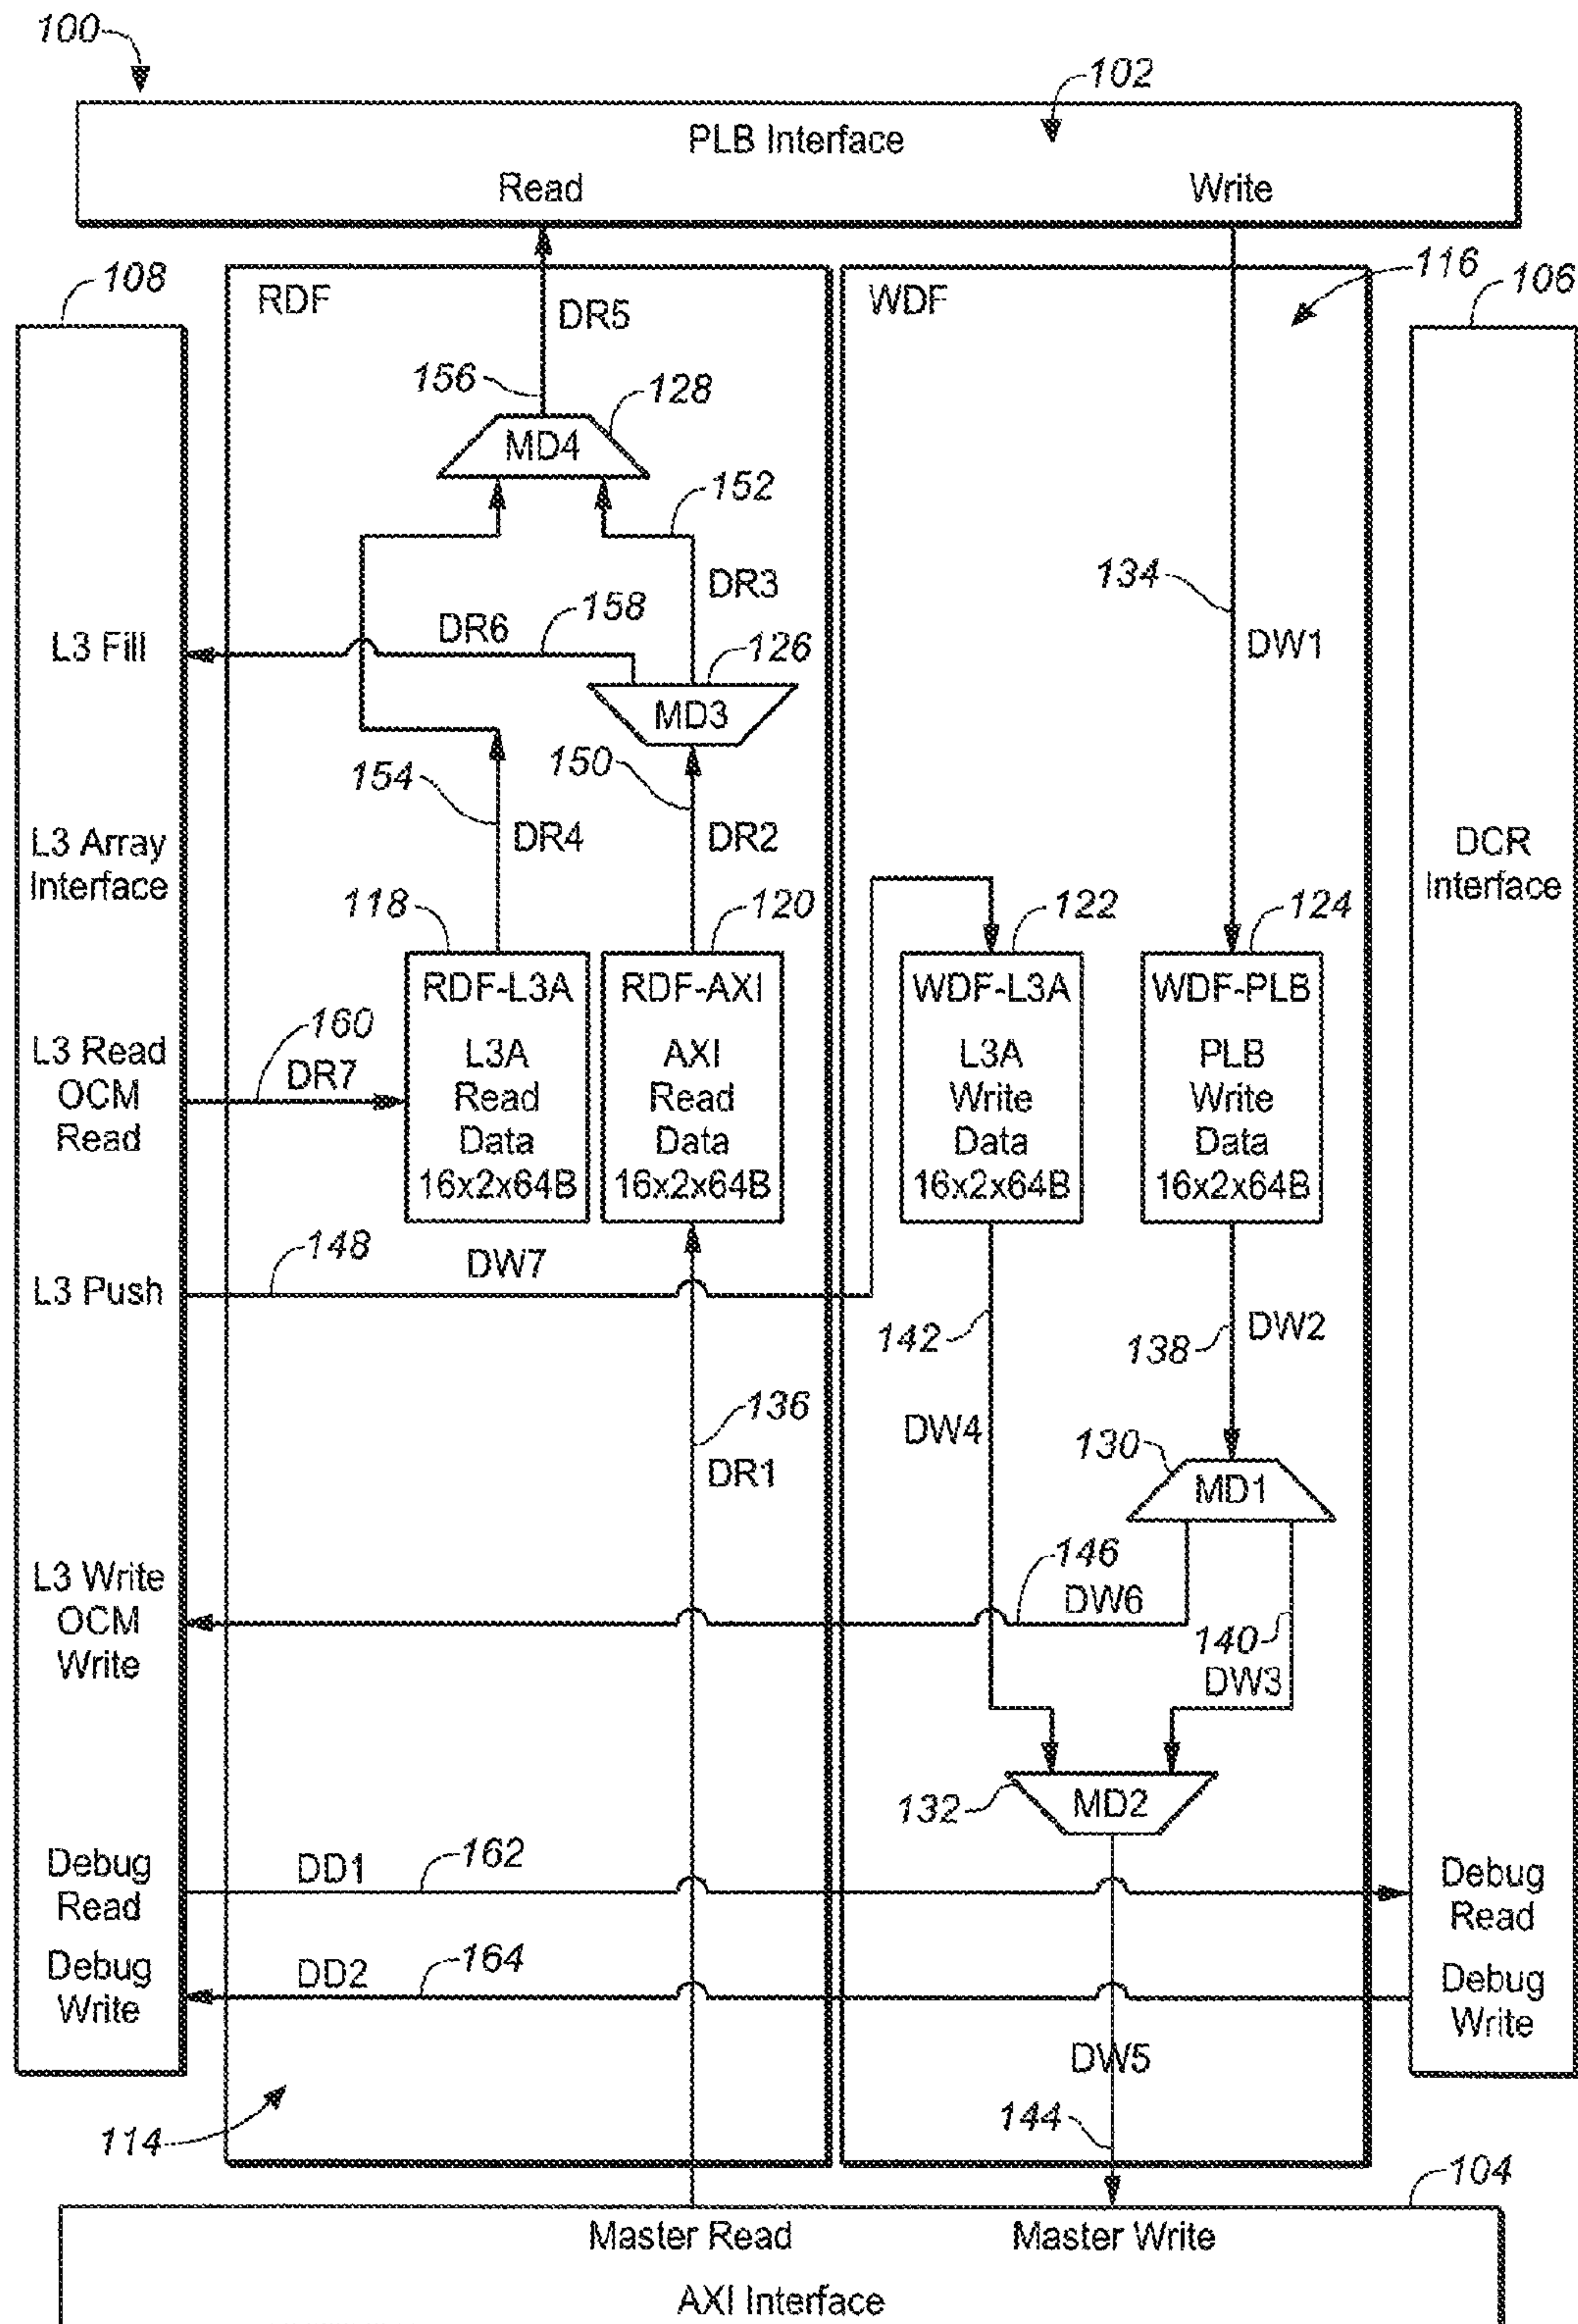 100
102
PLB Interface
Read
Write
108
RDF
DR5
WDF
116
106
156
128
MD4
152
DR3
134
158
DR6
L3 Fill
126
DW1
MD3
154
150
DR4
DR2
L3 Array
Interface
DCR
Interface
118
120
122
124
RDF-L3A
L3A
Read
Data
16x2x64B
RDF-AXI
AXI
Read
Data
16x2x64B
WDF-L3A
L3A
Write
Data
16x2x64B
WDF-PLB
PLB
Write
Data
16x2x64B
L3 Read
OCM
Read
160
DR7
148
DW7
L3 Push
142
138
DW2
136
DW4
DR1
130
MD1
146
DW6
L3 Write
OCM
Write
140
DW3
132
MD2
Debug
Read
DD1
162
Debug
Read
Debug
Write
DD2
164
Debug
Write
DW5
114
144
104
Master Read
Master Write
AXI Interface